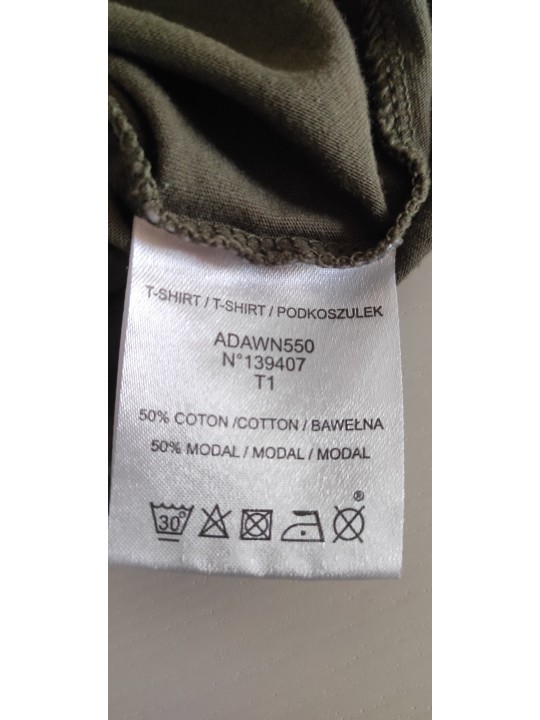 T-SHIRT / T-SHIRT / PODKOSZULEK
ADAWN550
N°139407
T1
50% COTON /COTTON / BAWEŁNA
50% MODAL / MODAL / MODAL
30° ®